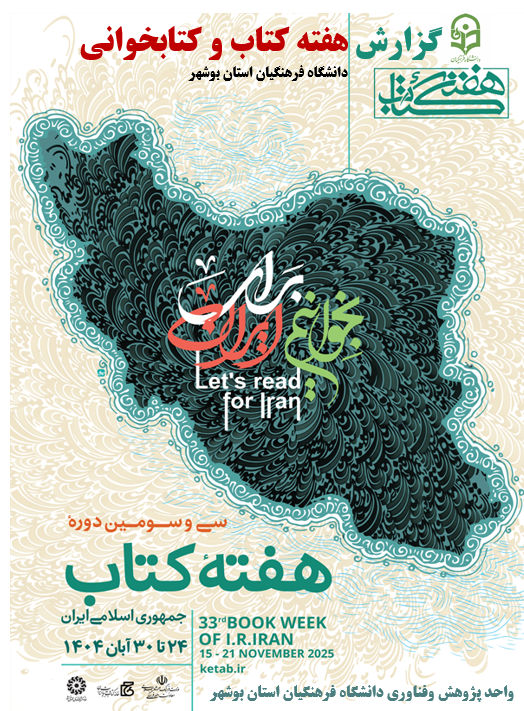 گزارش هفته کتاب و کتابخوانی
دانشگاه فرهنگیان استان بوشهر
دانشگاه فرهنگیان
هفتهٔ کتاب
بخوانیم برای ایران
Let's read
for Iran
سی و سومین دورهٔ
هفتهٔ کتاب
جمهوری اسلامی ایران
۲۴ تا ۳۰ آبان ۱۴۰۴
33rd BOOK WEEK
OF I.R.IRAN
15 - 21 NOVEMBER 2025
ketab.ir
واحد پژوهش وفناوری دانشگاه فرهنگیان استان بوشهر